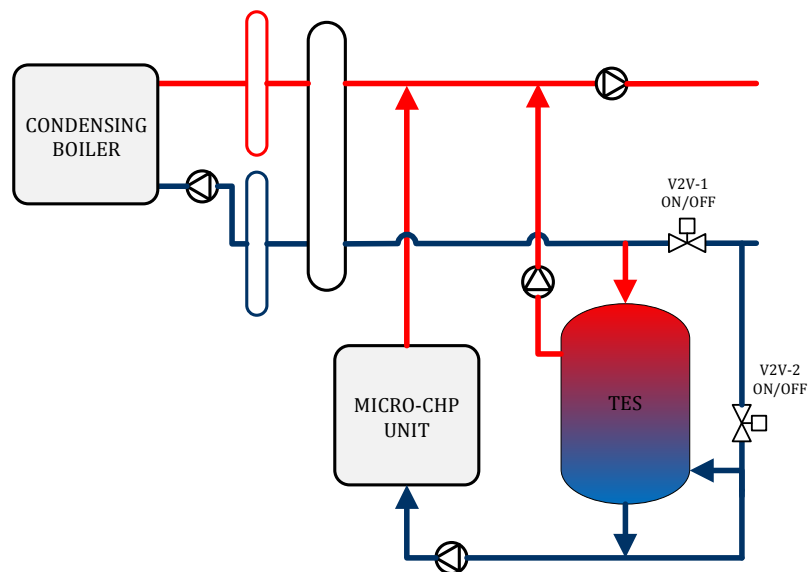 CONDENSING
BOILER
V2V-1
ON/OFF
V2V-2
ON/OFF
MICRO-CHP
UNIT
TES